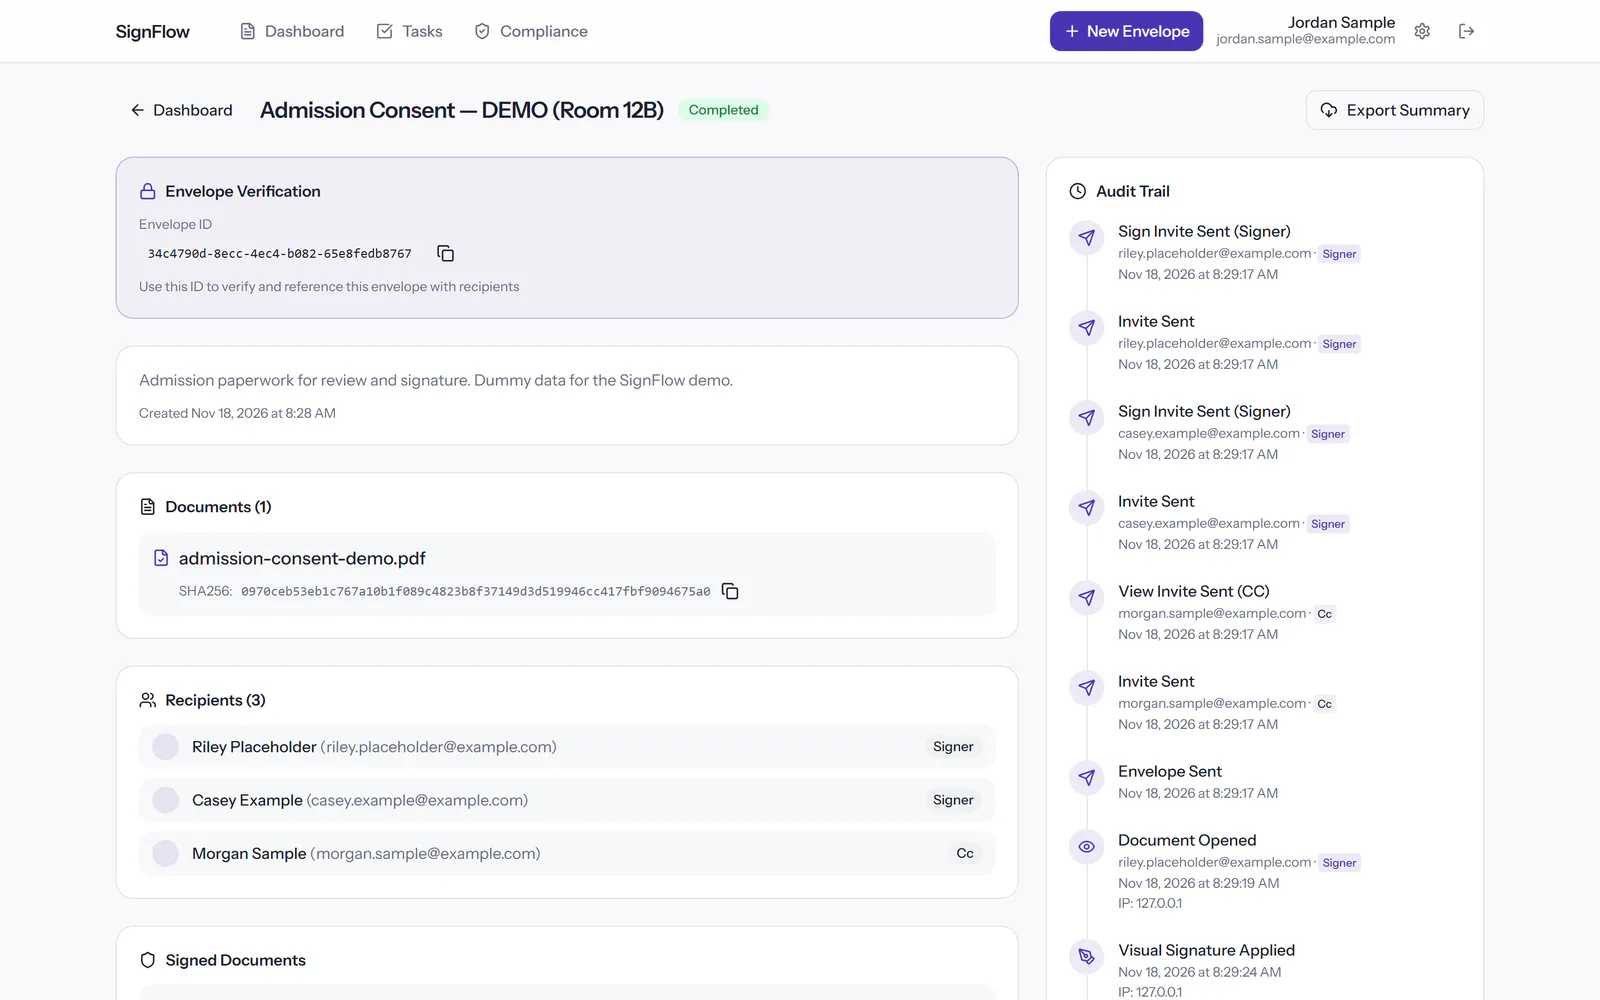 SignFlow
Dashboard
Tasks
Compliance
New Envelope
Jordan Sample
jordan.sample@example.com
Dashboard
Admission Consent — DEMO (Room 12B)
Completed
Export Summary
Envelope Verification
Envelope ID
34c4790d-8ecc-4ec4-b082-65e8fedb8767
Use this ID to verify and reference this envelope with recipients
Admission paperwork for review and signature. Dummy data for the SignFlow demo.
Created Nov 18, 2026 at 8:28 AM
Documents (1)
admission-consent-demo.pdf
SHA256: 0970ceb53eb1c767a10b1f089c4823b8f37149d3d519946cc417fbf9094675a0
Recipients (3)
Riley Placeholder (riley.placeholder@example.com) Signer
Casey Example (casey.example@example.com) Signer
Morgan Sample (morgan.sample@example.com) Cc
Signed Documents
Audit Trail
Sign Invite Sent (Signer)
riley.placeholder@example.com · Signer
Nov 18, 2026 at 8:29:17 AM
Invite Sent
riley.placeholder@example.com · Signer
Nov 18, 2026 at 8:29:17 AM
Sign Invite Sent (Signer)
casey.example@example.com · Signer
Nov 18, 2026 at 8:29:17 AM
Invite Sent
casey.example@example.com · Signer
Nov 18, 2026 at 8:29:17 AM
View Invite Sent (CC)
morgan.sample@example.com · Cc
Nov 18, 2026 at 8:29:17 AM
Invite Sent
morgan.sample@example.com · Cc
Nov 18, 2026 at 8:29:17 AM
Envelope Sent
Nov 18, 2026 at 8:29:17 AM
Document Opened
riley.placeholder@example.com · Signer
Nov 18, 2026 at 8:29:19 AM
IP: 127.0.0.1
Visual Signature Applied
Nov 18, 2026 at 8:29:24 AM
IP: 127.0.0.1